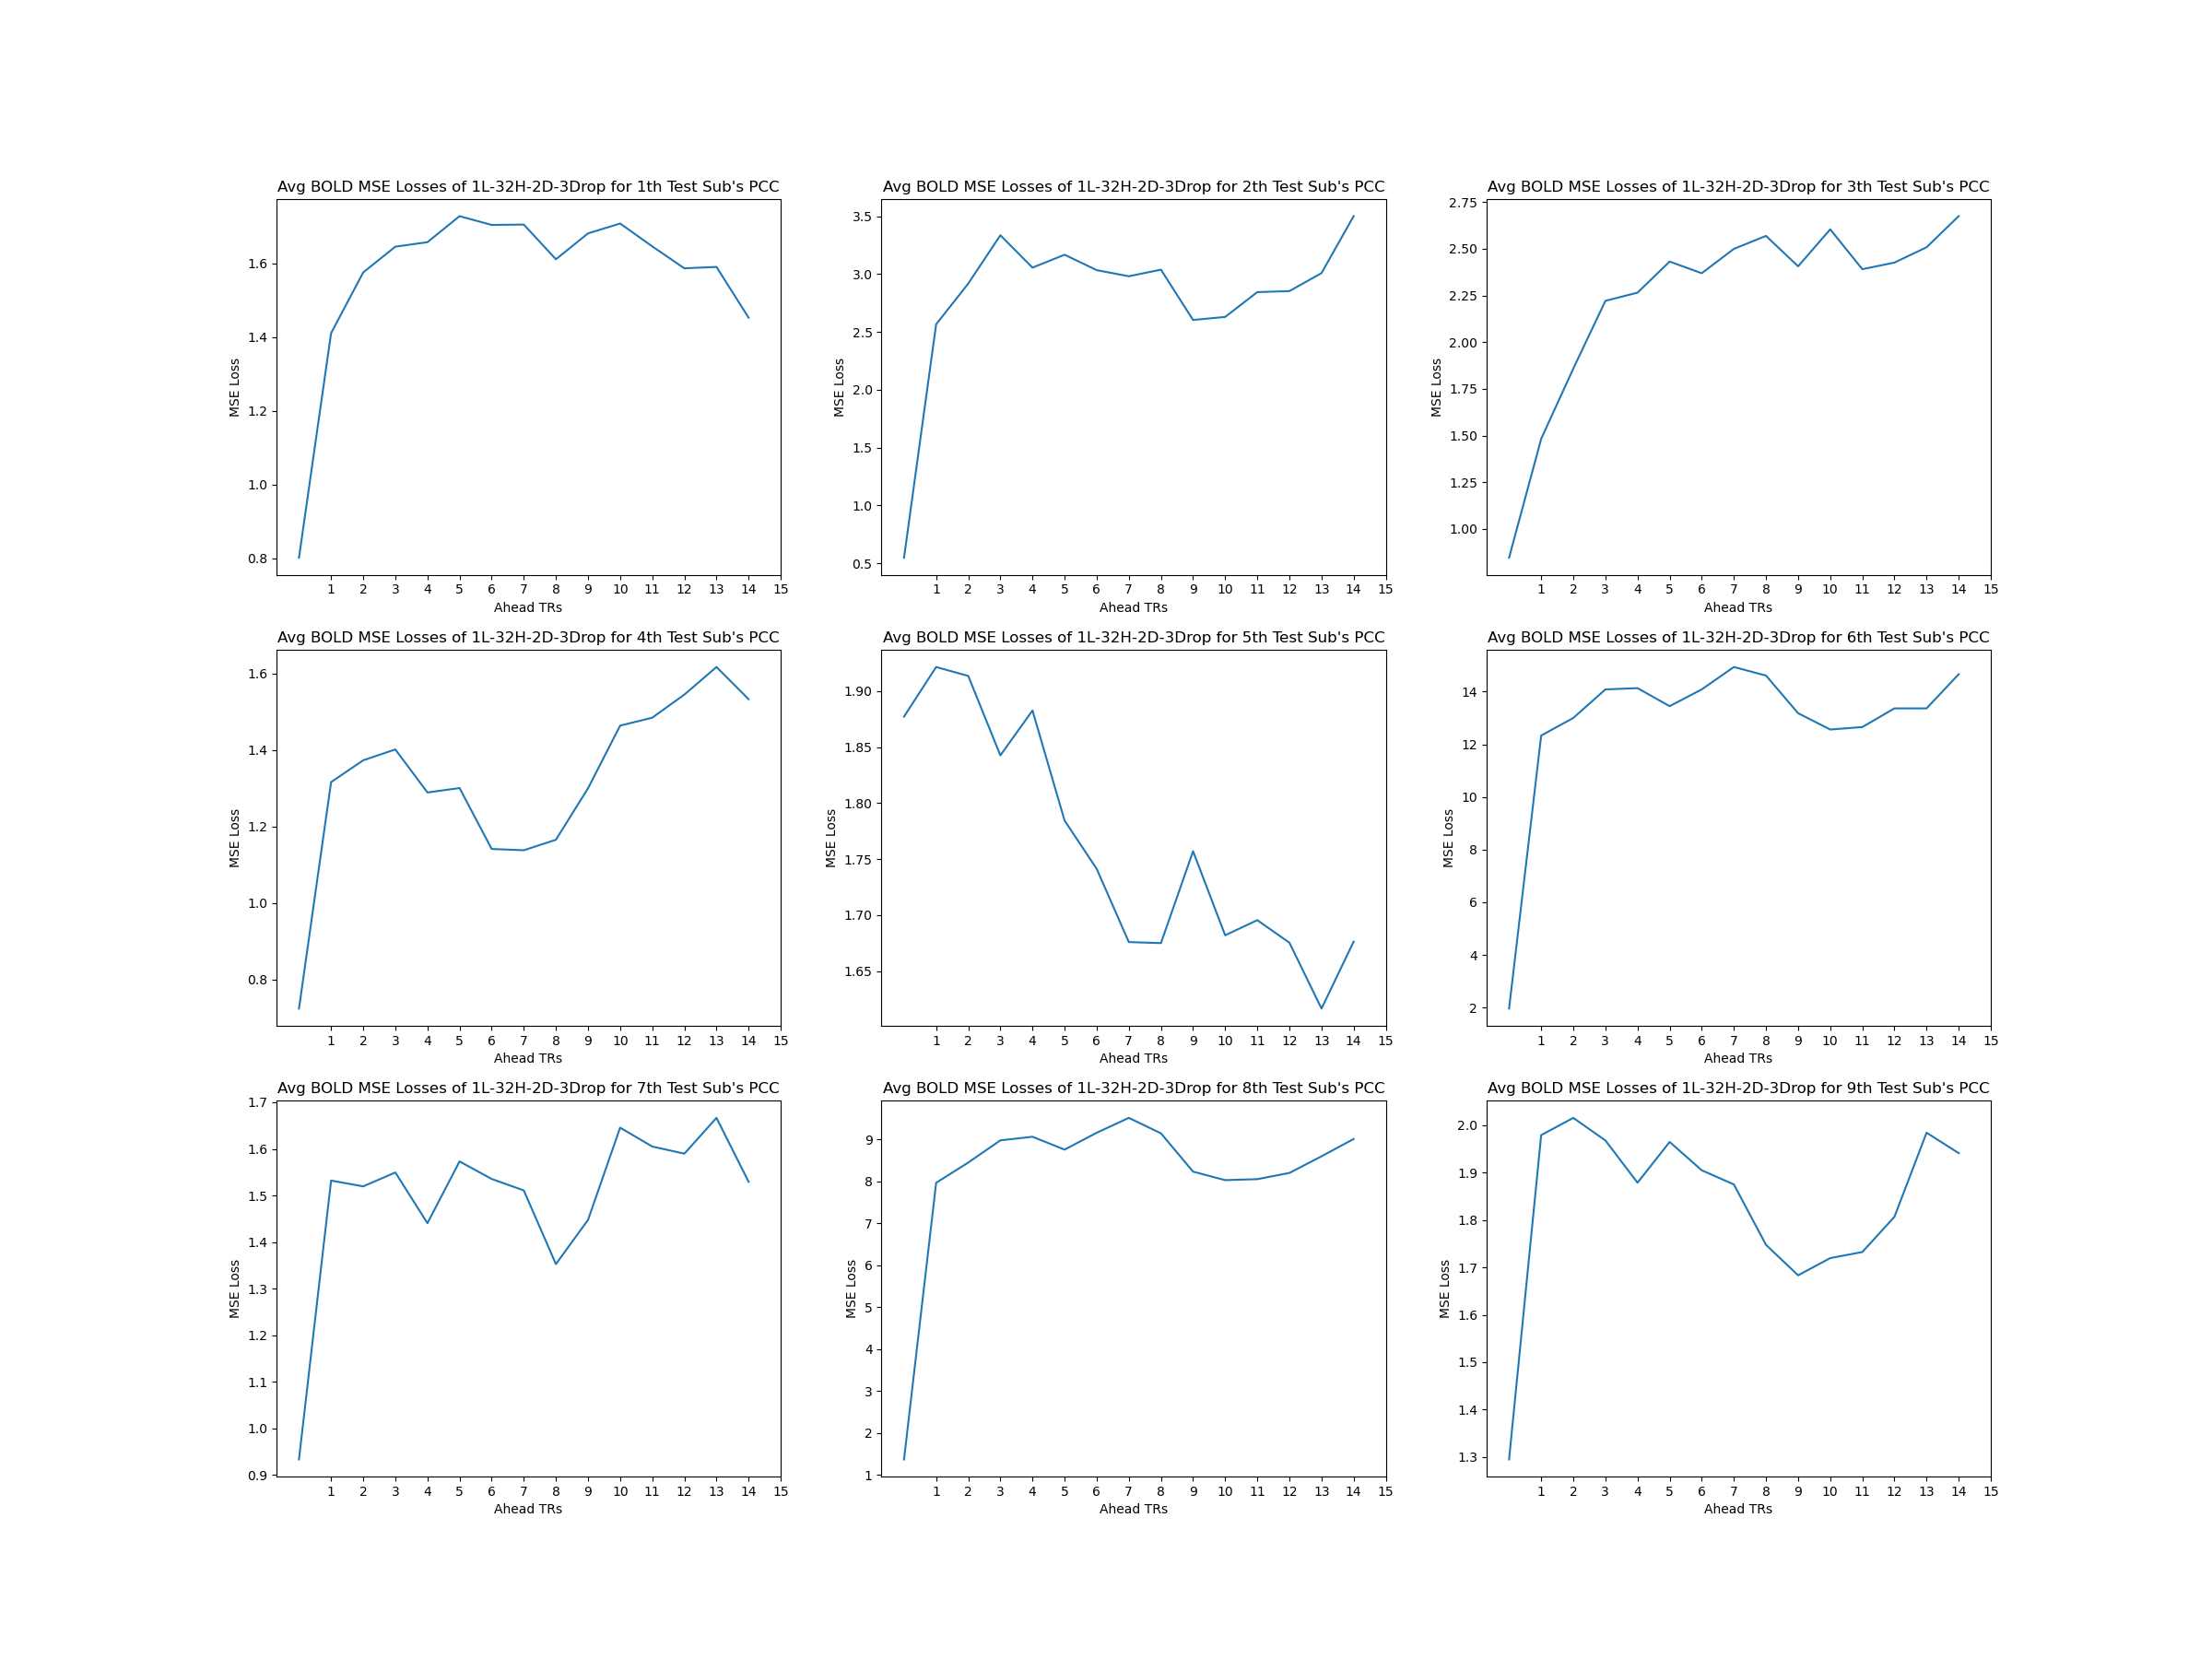 Avg BOLD MSE Losses of 1L-32H-2D-3Drop for 1th Test Sub's PCC
MSE Loss
1.6
1.4
1.2
1.0
0.8
1 2 3 4 5 6 7 8 9 10 11 12 13 14 15
Ahead TRs
Avg BOLD MSE Losses of 1L-32H-2D-3Drop for 2th Test Sub's PCC
MSE Loss
3.5
3.0
2.5
2.0
1.5
1.0
0.5
1 2 3 4 5 6 7 8 9 10 11 12 13 14 15
Ahead TRs
Avg BOLD MSE Losses of 1L-32H-2D-3Drop for 3th Test Sub's PCC
MSE Loss
2.75
2.50
2.25
2.00
1.75
1.50
1.25
1.00
1 2 3 4 5 6 7 8 9 10 11 12 13 14 15
Ahead TRs
Avg BOLD MSE Losses of 1L-32H-2D-3Drop for 4th Test Sub's PCC
MSE Loss
1.6
1.4
1.2
1.0
0.8
1 2 3 4 5 6 7 8 9 10 11 12 13 14 15
Ahead TRs
Avg BOLD MSE Losses of 1L-32H-2D-3Drop for 5th Test Sub's PCC
MSE Loss
1.90
1.85
1.80
1.75
1.70
1.65
1 2 3 4 5 6 7 8 9 10 11 12 13 14 15
Ahead TRs
Avg BOLD MSE Losses of 1L-32H-2D-3Drop for 6th Test Sub's PCC
MSE Loss
14
12
10
8
6
4
2
1 2 3 4 5 6 7 8 9 10 11 12 13 14 15
Ahead TRs
Avg BOLD MSE Losses of 1L-32H-2D-3Drop for 7th Test Sub's PCC
MSE Loss
1.7
1.6
1.5
1.4
1.3
1.2
1.1
1.0
0.9
1 2 3 4 5 6 7 8 9 10 11 12 13 14 15
Ahead TRs
Avg BOLD MSE Losses of 1L-32H-2D-3Drop for 8th Test Sub's PCC
MSE Loss
9
8
7
6
5
4
3
2
1
1 2 3 4 5 6 7 8 9 10 11 12 13 14 15
Ahead TRs
Avg BOLD MSE Losses of 1L-32H-2D-3Drop for 9th Test Sub's PCC
MSE Loss
2.0
1.9
1.8
1.7
1.6
1.5
1.4
1.3
1 2 3 4 5 6 7 8 9 10 11 12 13 14 15
Ahead TRs